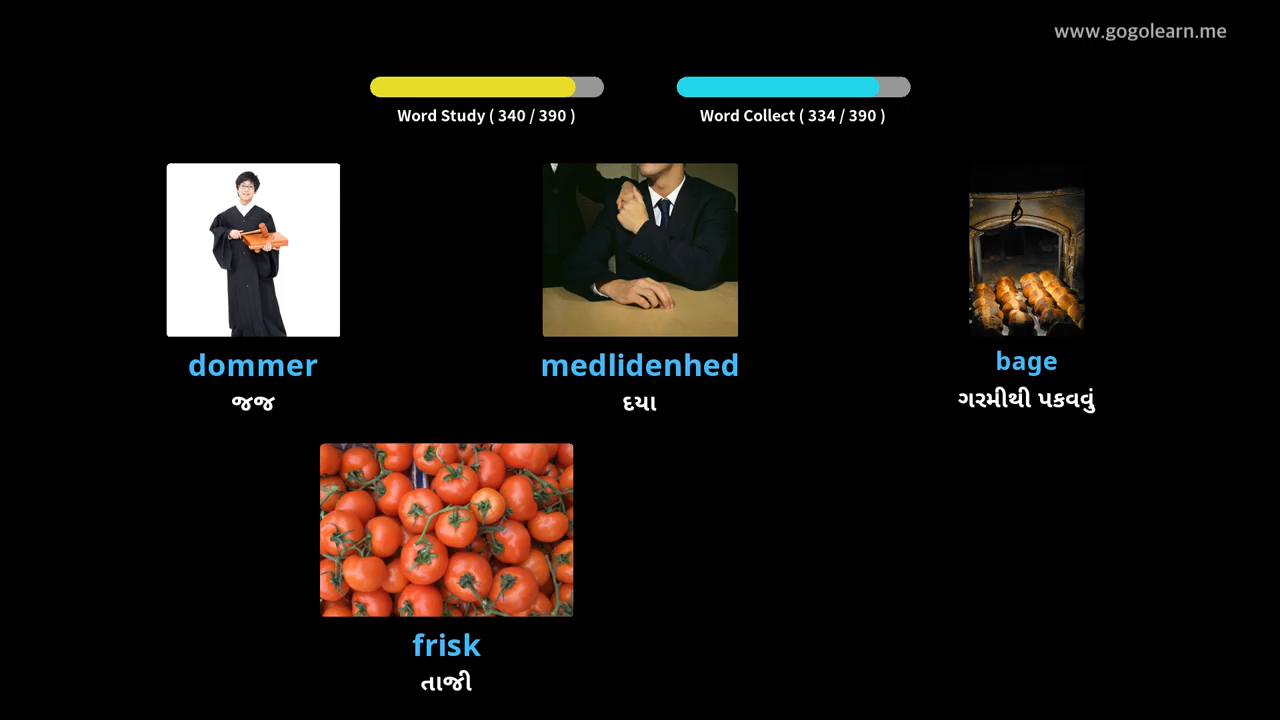 www.gogolearn.me
Word Study ( 340 / 390 )
Word Collect ( 334 / 390 )
dommer
જજ
medlidenhed
દયા
bage
ગરમીથી પકવવું
frisk
તાજી